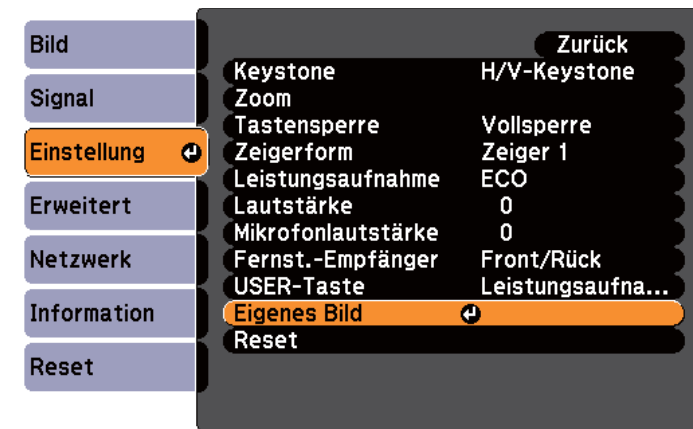 Bild
Signal
Einstellung
Erweitert
Netzwerk
Information
Reset
Zurück
Keystone H/V-Keystone
Zoom
Tastensperre Vollsperre
Zeigerform Zeiger 1
Leistungsaufnahme ECO
Lautstärke 0
Mikrofonlautstärke 0
Fernst.-Empfänger Front/Rück
USER-Taste Leistungsaufna...
Eigenes Bild
Reset